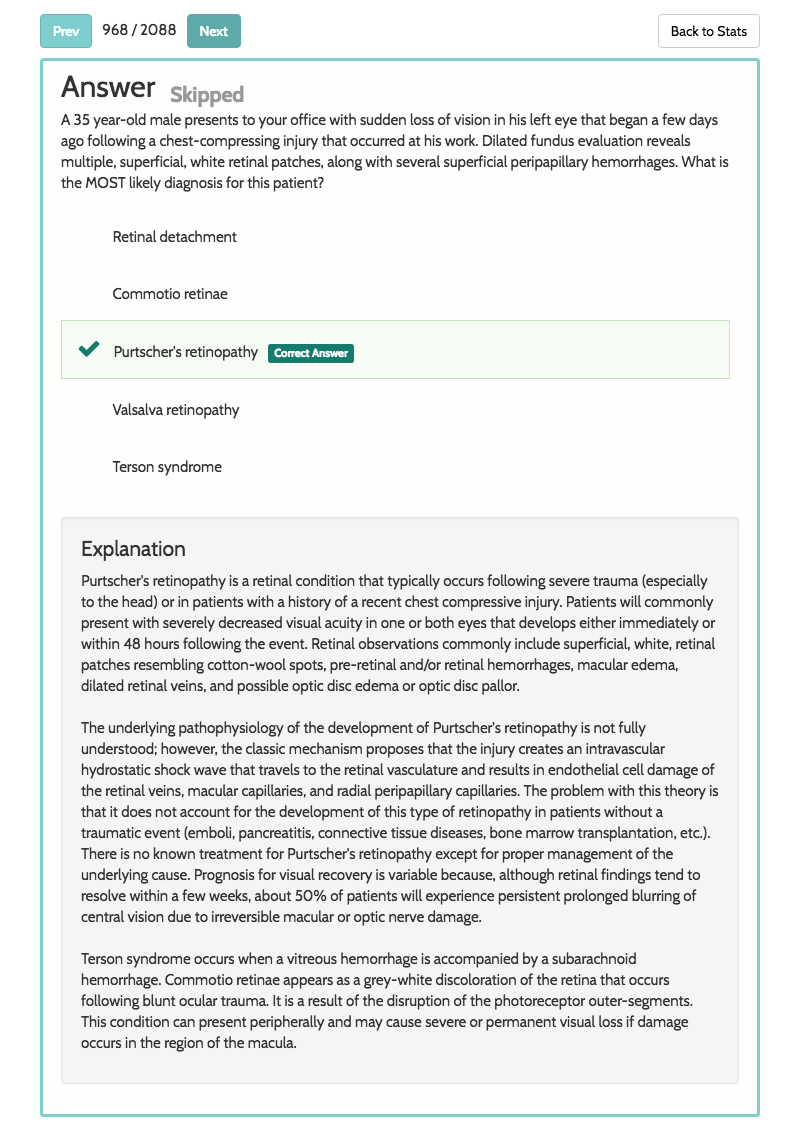 Prev 968 / 2088 Next Back to Stats
Answer Skipped
A 35 year-old male presents to your office with sudden loss of vision in his left eye that began a few days
ago following a chest-compressing injury that occurred at his work. Dilated fundus evaluation reveals
multiple, superficial, white retinal patches, along with several superficial peripapillary hemorrhages. What is
the MOST likely diagnosis for this patient?
Retinal detachment
Commotio retinae
Purtscher's retinopathy Correct Answer
Valsalva retinopathy
Terson syndrome
Explanation
Purtscher's retinopathy is a retinal condition that typically occurs following severe trauma (especially
to the head) or in patients with a history of a recent chest compressive injury. Patients will commonly
present with severely decreased visual acuity in one or both eyes that develops either immediately or
within 48 hours following the event. Retinal observations commonly include superficial, white, retinal
patches resembling cotton-wool spots, pre-retinal and/or retinal hemorrhages, macular edema,
dilated retinal veins, and possible optic disc edema or optic disc pallor.
The underlying pathophysiology of the development of Purtscher's retinopathy is not fully
understood; however, the classic mechanism proposes that the injury creates an intravascular
hydrostatic shock wave that travels to the retinal vasculature and results in endothelial cell damage of
the retinal veins, macular capillaries, and radial peripapillary capillaries. The problem with this theory is
that it does not account for the development of this type of retinopathy in patients without a
traumatic event (emboli, pancreatitis, connective tissue diseases, bone marrow transplantation, etc.).
There is no known treatment for Purtscher's retinopathy except for proper management of the
underlying cause. Prognosis for visual recovery is variable because, although retinal findings tend to
resolve within a few weeks, about 50% of patients will experience persistent prolonged blurring of
central vision due to irreversible macular or optic nerve damage.
Terson syndrome occurs when a vitreous hemorrhage is accompanied by a subarachnoid
hemorrhage. Commotio retinae appears as a grey-white discoloration of the retina that occurs
following blunt ocular trauma. It is a result of the disruption of the photoreceptor outer-segments.
This condition can present peripherally and may cause severe or permanent visual loss if damage
occurs in the region of the macula.